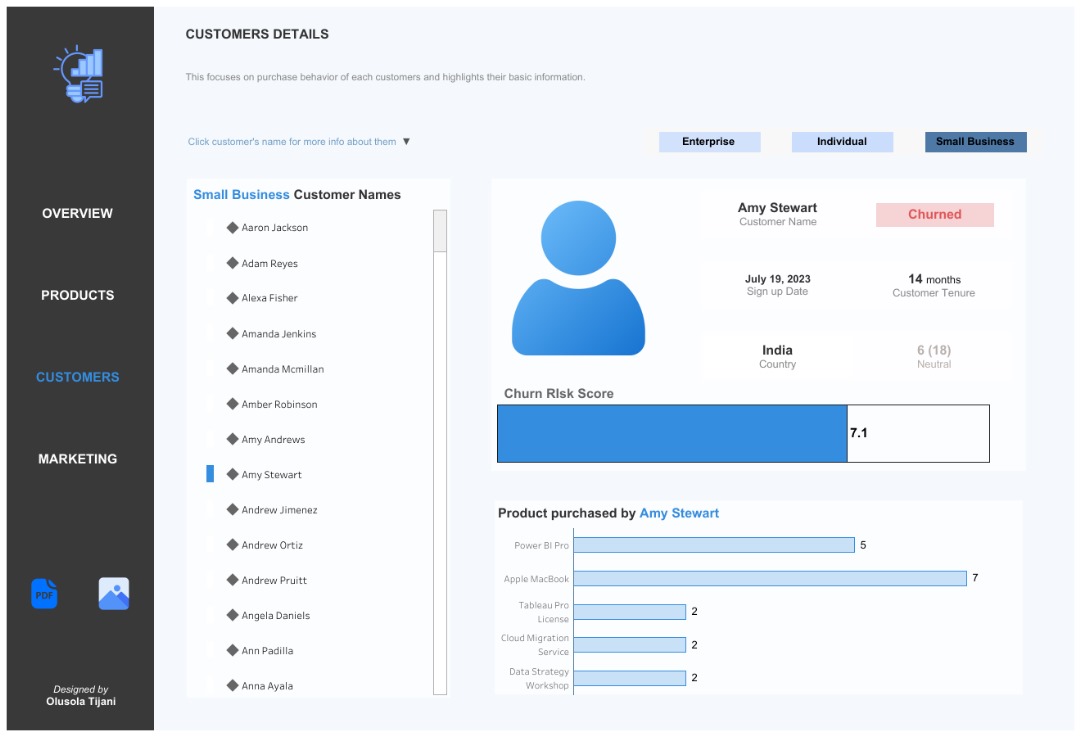 CUSTOMERS DETAILS
This focuses on purchase behavior of each customers and highlights their basic information.
Click customer's name for more info about them ▼
Enterprise
Individual
Small Business
OVERVIEW
PRODUCTS
CUSTOMERS
MARKETING
PDF
Designed by
Olusola Tijani
Small Business Customer Names
Aaron Jackson
Adam Reyes
Alexa Fisher
Amanda Jenkins
Amanda Mcmillan
Amber Robinson
Amy Andrews
Amy Stewart
Andrew Jimenez
Andrew Ortiz
Andrew Pruitt
Angela Daniels
Ann Padilla
Anna Ayala
Amy Stewart
Customer Name
Churned
July 19, 2023
Sign up Date
14 months
Customer Tenure
India
Country
6 (18)
Neutral
Churn RIsk Score
7.1
Product purchased by Amy Stewart
Power BI Pro
5
Apple MacBook
7
Tableau Pro
License
2
Cloud Migration
Service
2
Data Strategy
Workshop
2